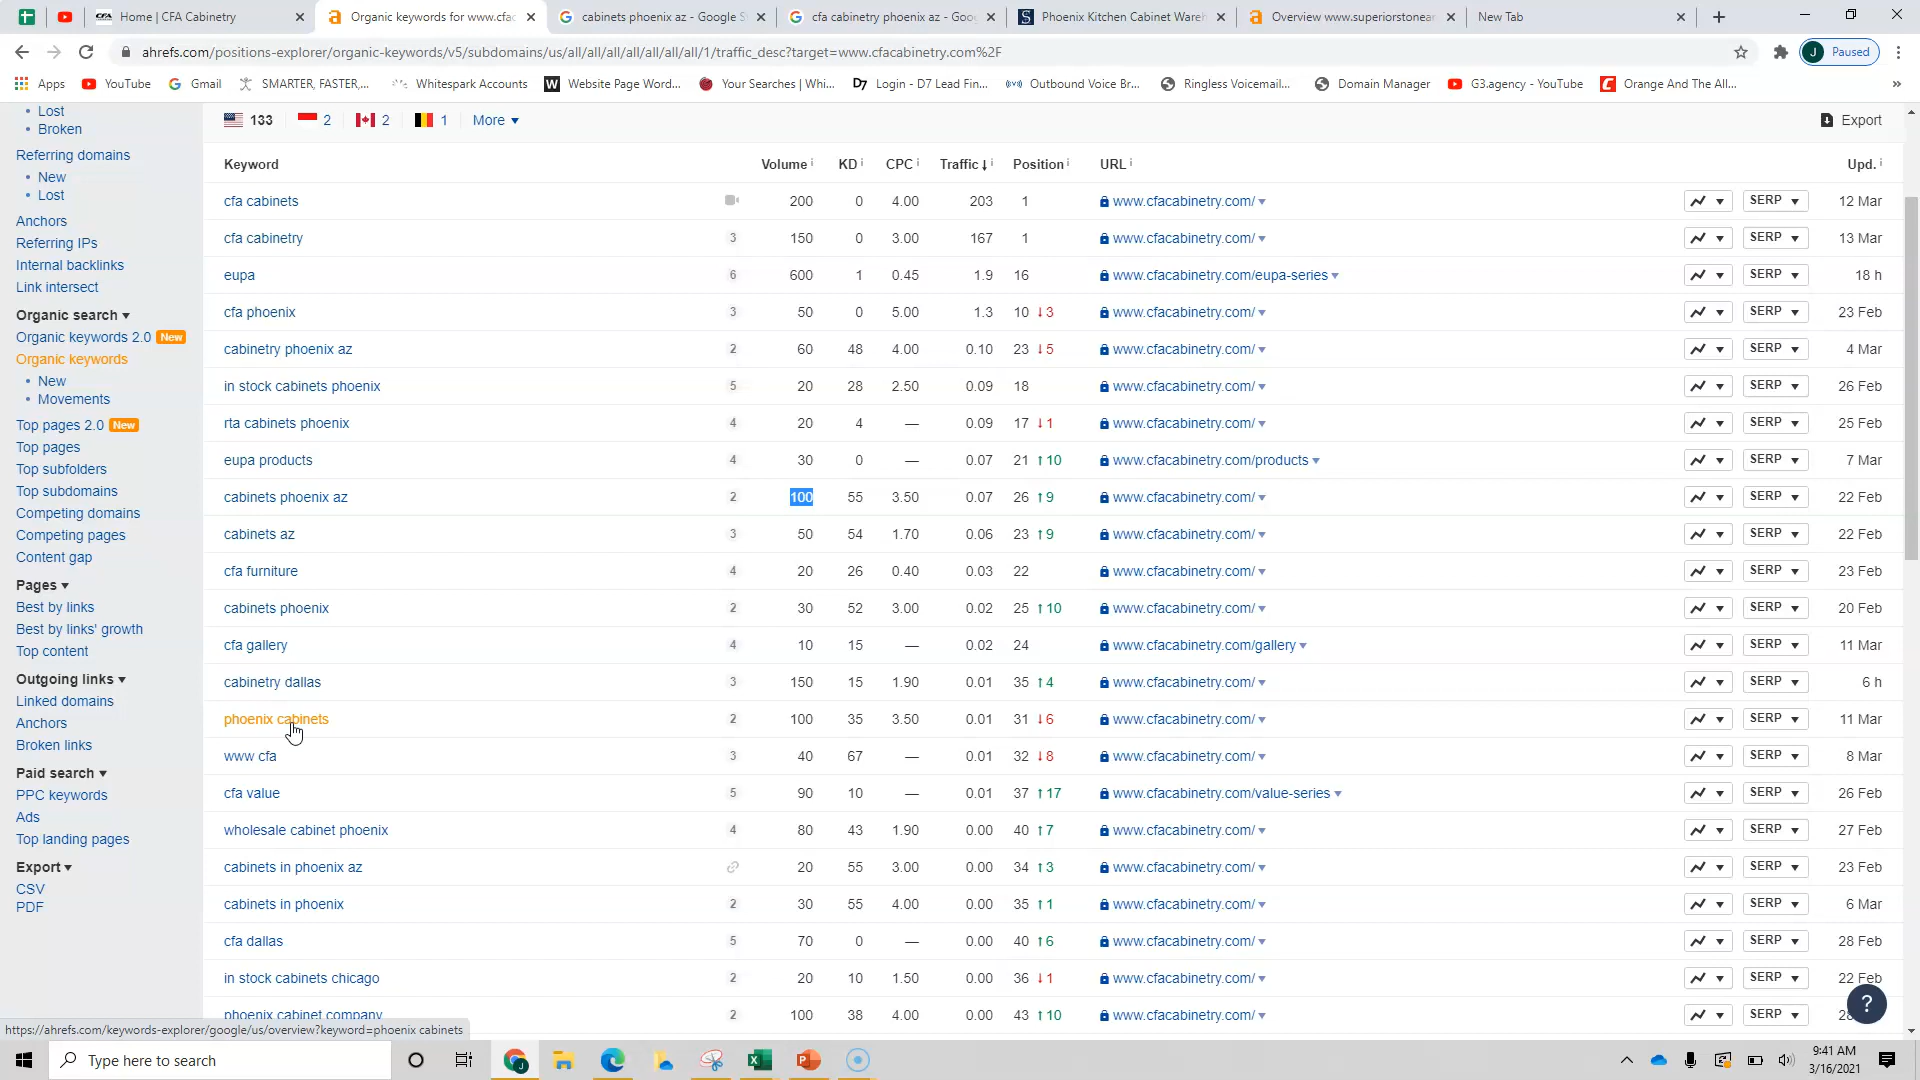 Home | CFA Cabinetry
Organic keywords for www.cfac
cabinets phoenix az - Google S
cfa cabinetry phoenix az - Goo
Phoenix Kitchen Cabinet Wareh
Overview www.superiorstonear
New Tab
ahrefs.com/positions-explorer/organic-keywords/v5/subdomains/us/all/all/all/all/all/all/all/1/traffic_desc?target=www.cfacabinetry.com%2F
J Paused
Apps YouTube Gmail SMARTER, FASTER,... Whitespark Accounts Website Page Word... Your Searches | Whi... Login - D7 Lead Fin... Outbound Voice Br... Ringless Voicemail... Domain Manager G3.agency - YouTube Orange And The All...
Lost
Broken
Referring domains
New
Lost
Anchors
Referring IPs
Internal backlinks
Link intersect
Organic search
Organic keywords 2.0 New
Organic keywords
New
Movements
Top pages 2.0 New
Top pages
Top subfolders
Top subdomains
Competing domains
Competing pages
Content gap
Pages
Best by links
Best by links' growth
Top content
Outgoing links
Linked domains
Anchors
Broken links
Paid search
PPC keywords
Ads
Top landing pages
Export
CSV
PDF
133 2 2 1 More Export
Keyword Volume KD CPC Traffic Position URL Upd.
cfa cabinets 200 0 4.00 203 1 www.cfacabinetry.com/ SERP 12 Mar
cfa cabinetry 3 150 0 3.00 167 1 www.cfacabinetry.com/ SERP 13 Mar
eupa 6 600 1 0.45 1.9 16 www.cfacabinetry.com/eupa-series SERP 18 h
cfa phoenix 3 50 0 5.00 1.3 10 ↓3 www.cfacabinetry.com/ SERP 23 Feb
cabinetry phoenix az 2 60 48 4.00 0.10 23 ↓5 www.cfacabinetry.com/ SERP 4 Mar
in stock cabinets phoenix 5 20 28 2.50 0.09 18 www.cfacabinetry.com/ SERP 26 Feb
rta cabinets phoenix 4 20 4 — 0.09 17 ↓1 www.cfacabinetry.com/ SERP 25 Feb
eupa products 4 30 0 — 0.07 21 ↑10 www.cfacabinetry.com/products SERP 7 Mar
cabinets phoenix az 2 100 55 3.50 0.07 26 ↑9 www.cfacabinetry.com/ SERP 22 Feb
cabinets az 3 50 54 1.70 0.06 23 ↑9 www.cfacabinetry.com/ SERP 22 Feb
cfa furniture 4 20 26 0.40 0.03 22 www.cfacabinetry.com/ SERP 23 Feb
cabinets phoenix 2 30 52 3.00 0.02 25 ↑10 www.cfacabinetry.com/ SERP 20 Feb
cfa gallery 4 10 15 — 0.02 24 www.cfacabinetry.com/gallery SERP 11 Mar
cabinetry dallas 3 150 15 1.90 0.01 35 ↑4 www.cfacabinetry.com/ SERP 6 h
phoenix cabinets 2 100 35 3.50 0.01 31 ↓6 www.cfacabinetry.com/ SERP 11 Mar
www cfa 3 40 67 — 0.01 32 ↓8 www.cfacabinetry.com/ SERP 8 Mar
cfa value 5 90 10 — 0.01 37 ↑17 www.cfacabinetry.com/value-series SERP 26 Feb
wholesale cabinet phoenix 4 80 43 1.90 0.00 40 ↑7 www.cfacabinetry.com/ SERP 27 Feb
cabinets in phoenix az 20 55 3.00 0.00 34 ↑3 www.cfacabinetry.com/ SERP 23 Feb
cabinets in phoenix 2 30 55 4.00 0.00 35 ↑1 www.cfacabinetry.com/ SERP 6 Mar
cfa dallas 5 70 0 — 0.00 40 ↑6 www.cfacabinetry.com/ SERP 28 Feb
in stock cabinets chicago 2 20 10 1.50 0.00 36 ↓1 www.cfacabinetry.com/ SERP 22 Feb
phoenix cabinet company 2 100 38 4.00 0.00 43 ↑10 www.cfacabinetry.com/ SERP
?
https://ahrefs.com/keywords-explorer/google/us/overview?keyword=phoenix cabinets
Type here to search
9:41 AM
3/16/2021